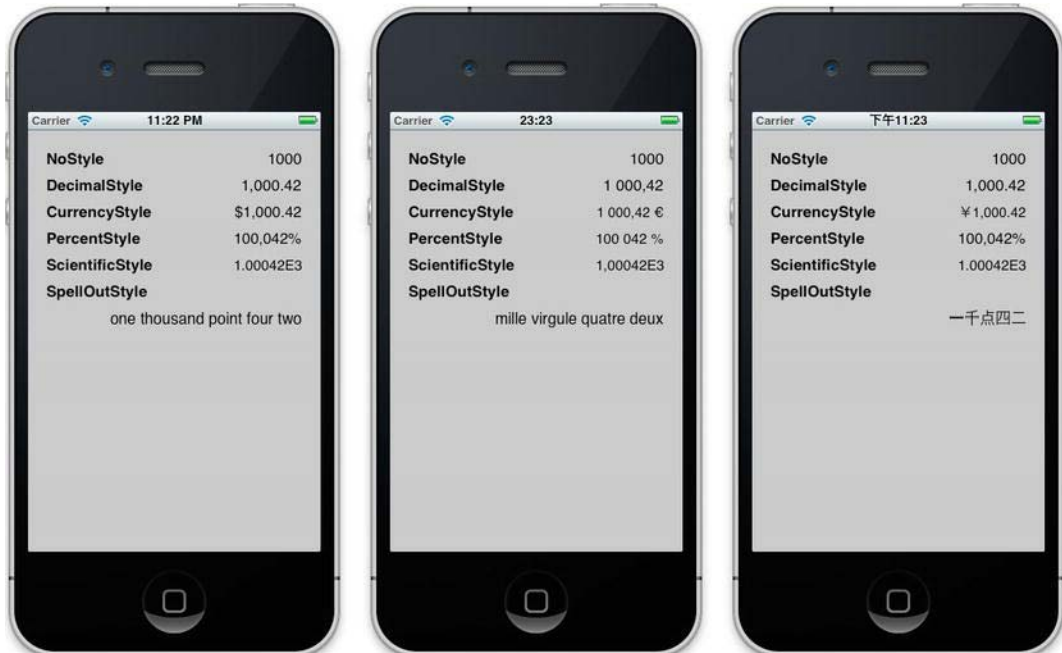 Carrier 11:22 PM
NoStyle 1000
DecimalStyle 1,000.42
CurrencyStyle $1,000.42
PercentStyle 100,042%
ScientificStyle 1.00042E3
SpellOutStyle
one thousand point four two
Carrier 23:23
NoStyle 1000
DecimalStyle 1 000,42
CurrencyStyle 1 000,42 €
PercentStyle 100 042 %
ScientificStyle 1,00042E3
SpellOutStyle
mille virgule quatre deux
Carrier 下午11:23
NoStyle 1000
DecimalStyle 1,000.42
CurrencyStyle ¥1,000.42
PercentStyle 100,042%
ScientificStyle 1.00042E3
SpellOutStyle
一千点四二